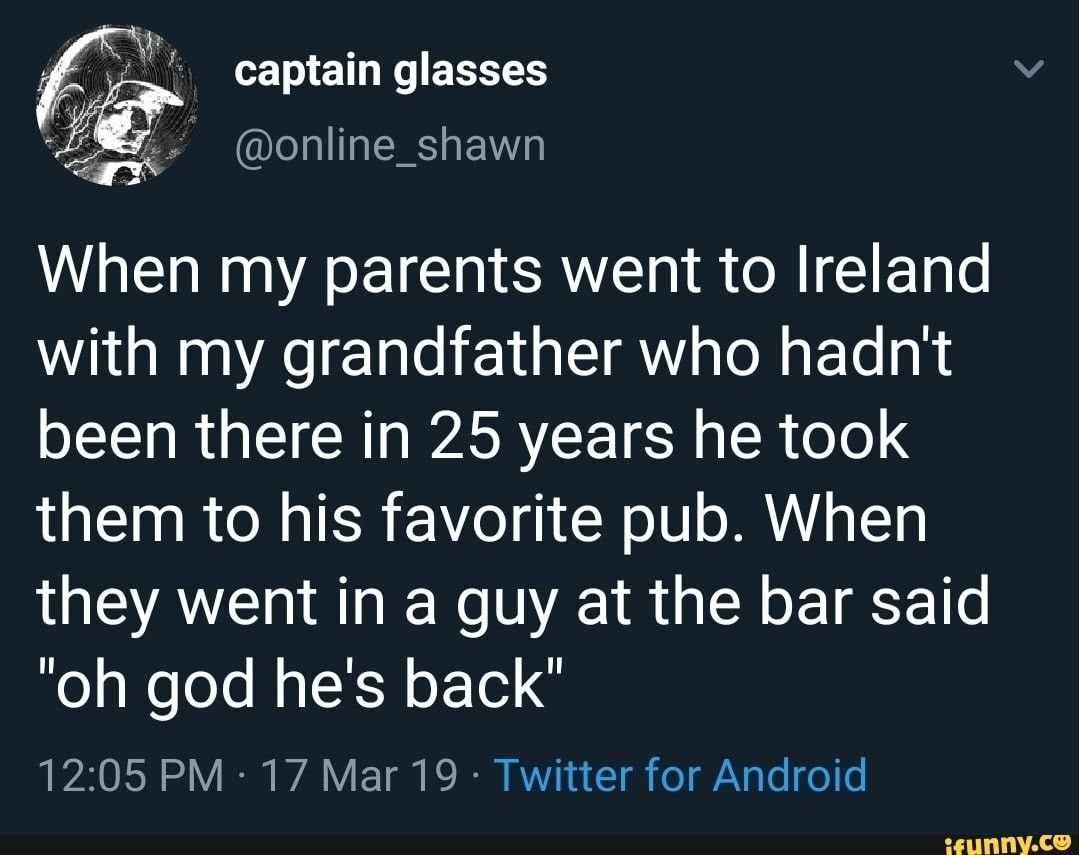 captain glasses
@online_shawn
When my parents went to Ireland
with my grandfather who hadn't
been there in 25 years he took
them to his favorite pub. When
they went in a guy at the bar said
"oh god he's back"
12:05 PM · 17 Mar 19 · Twitter for Android
ifunny.co